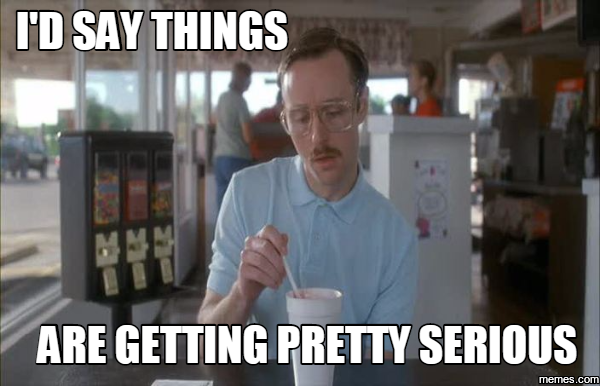 I'D SAY THINGS
ARE GETTING PRETTY SERIOUS
memes.com